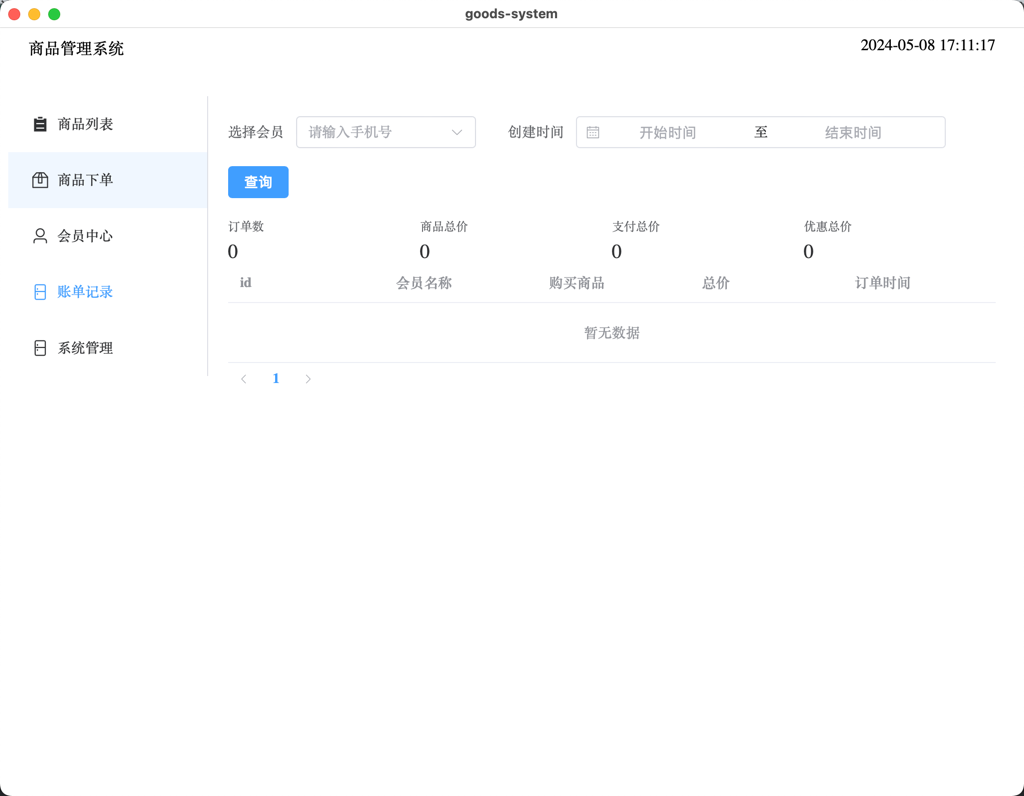 goods-system
商品管理系统
2024-05-08 17:11:17
商品列表
商品下单
会员中心
账单记录
系统管理
选择会员 请输入手机号 创建时间 开始时间 至 结束时间
查询
订单数 商品总价 支付总价 优惠总价
0 0 0 0
id 会员名称 购买商品 总价 订单时间
暂无数据
1